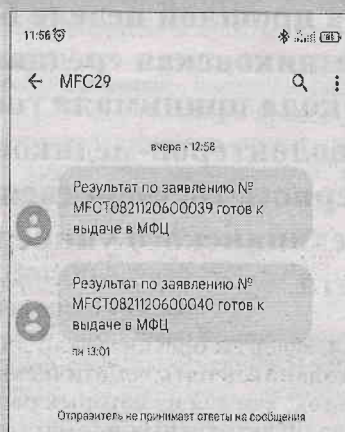 11:56
MFC29
вчера • 12:58
Результат по заявлению №
MFCT0821120600039 готов к
выдаче в МФЦ
Результат по заявлению №
MFCT0821120600040 готов к
выдаче в МФЦ
пн 13:01
Отправитель не принимает ответы на сообщения